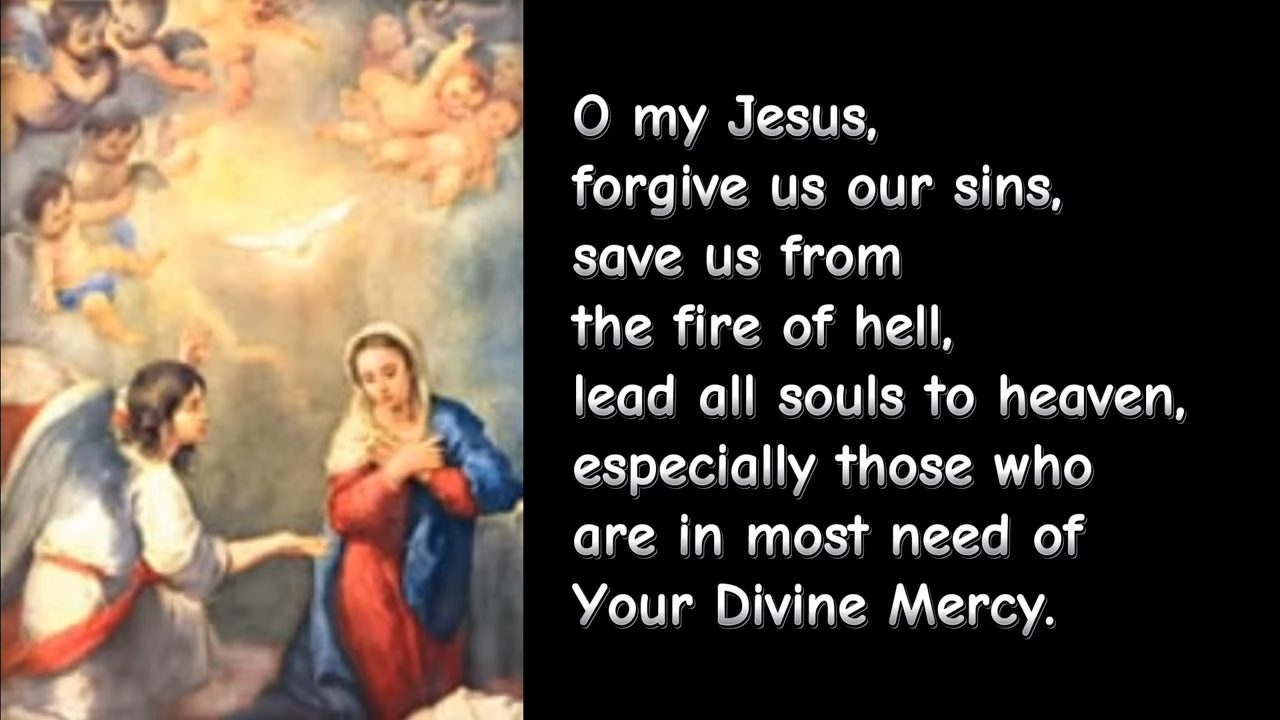 O my Jesus,
forgive us our sins,
save us from
the fire of hell,
lead all souls to heaven,
especially those who
are in most need of
Your Divine Mercy.